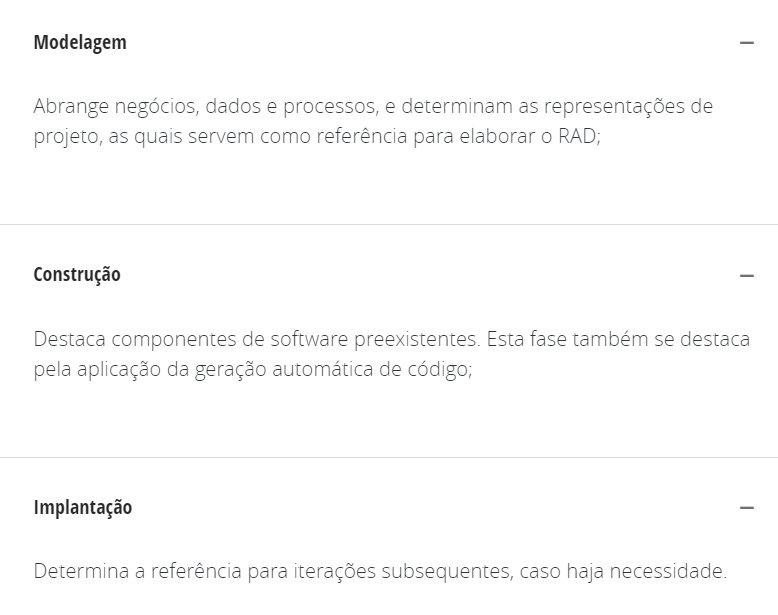 Modelagem
Abrange negócios, dados e processos, e determinam as representações de
projeto, as quais servem como referência para elaborar o RAD;
Construção
Destaca componentes de software preexistentes. Esta fase também se destaca
pela aplicação da geração automática de código;
Implantação
Determina a referência para iterações subsequentes, caso haja necessidade.